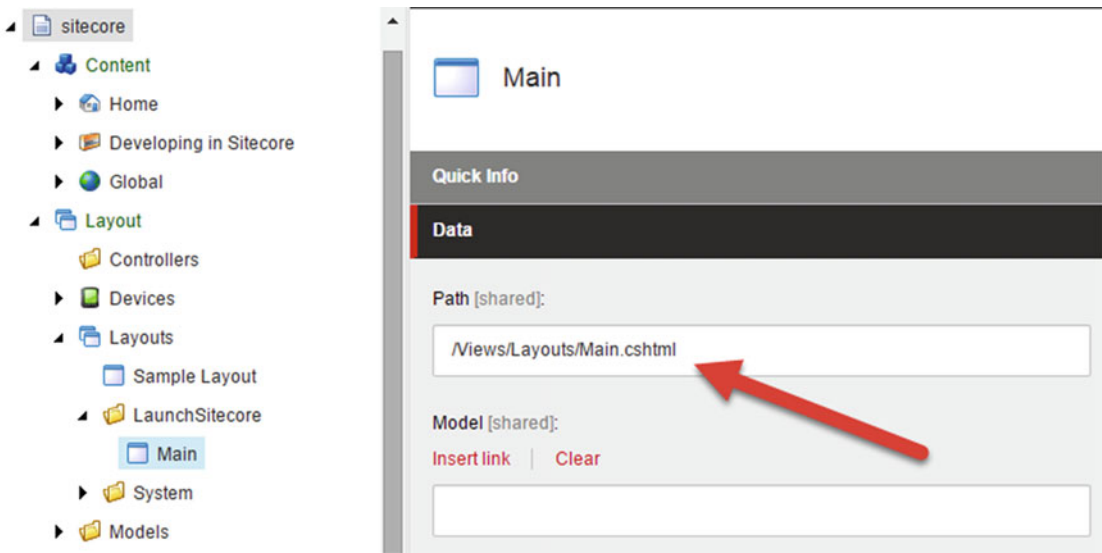 sitecore
Content
Home
Developing in Sitecore
Global
Layout
Controllers
Devices
Layouts
Sample Layout
LaunchSitecore
Main
System
Models
Main
Quick Info
Data
Path [shared]:
/Views/Layouts/Main.cshtml
Model [shared]:
Insert link | Clear